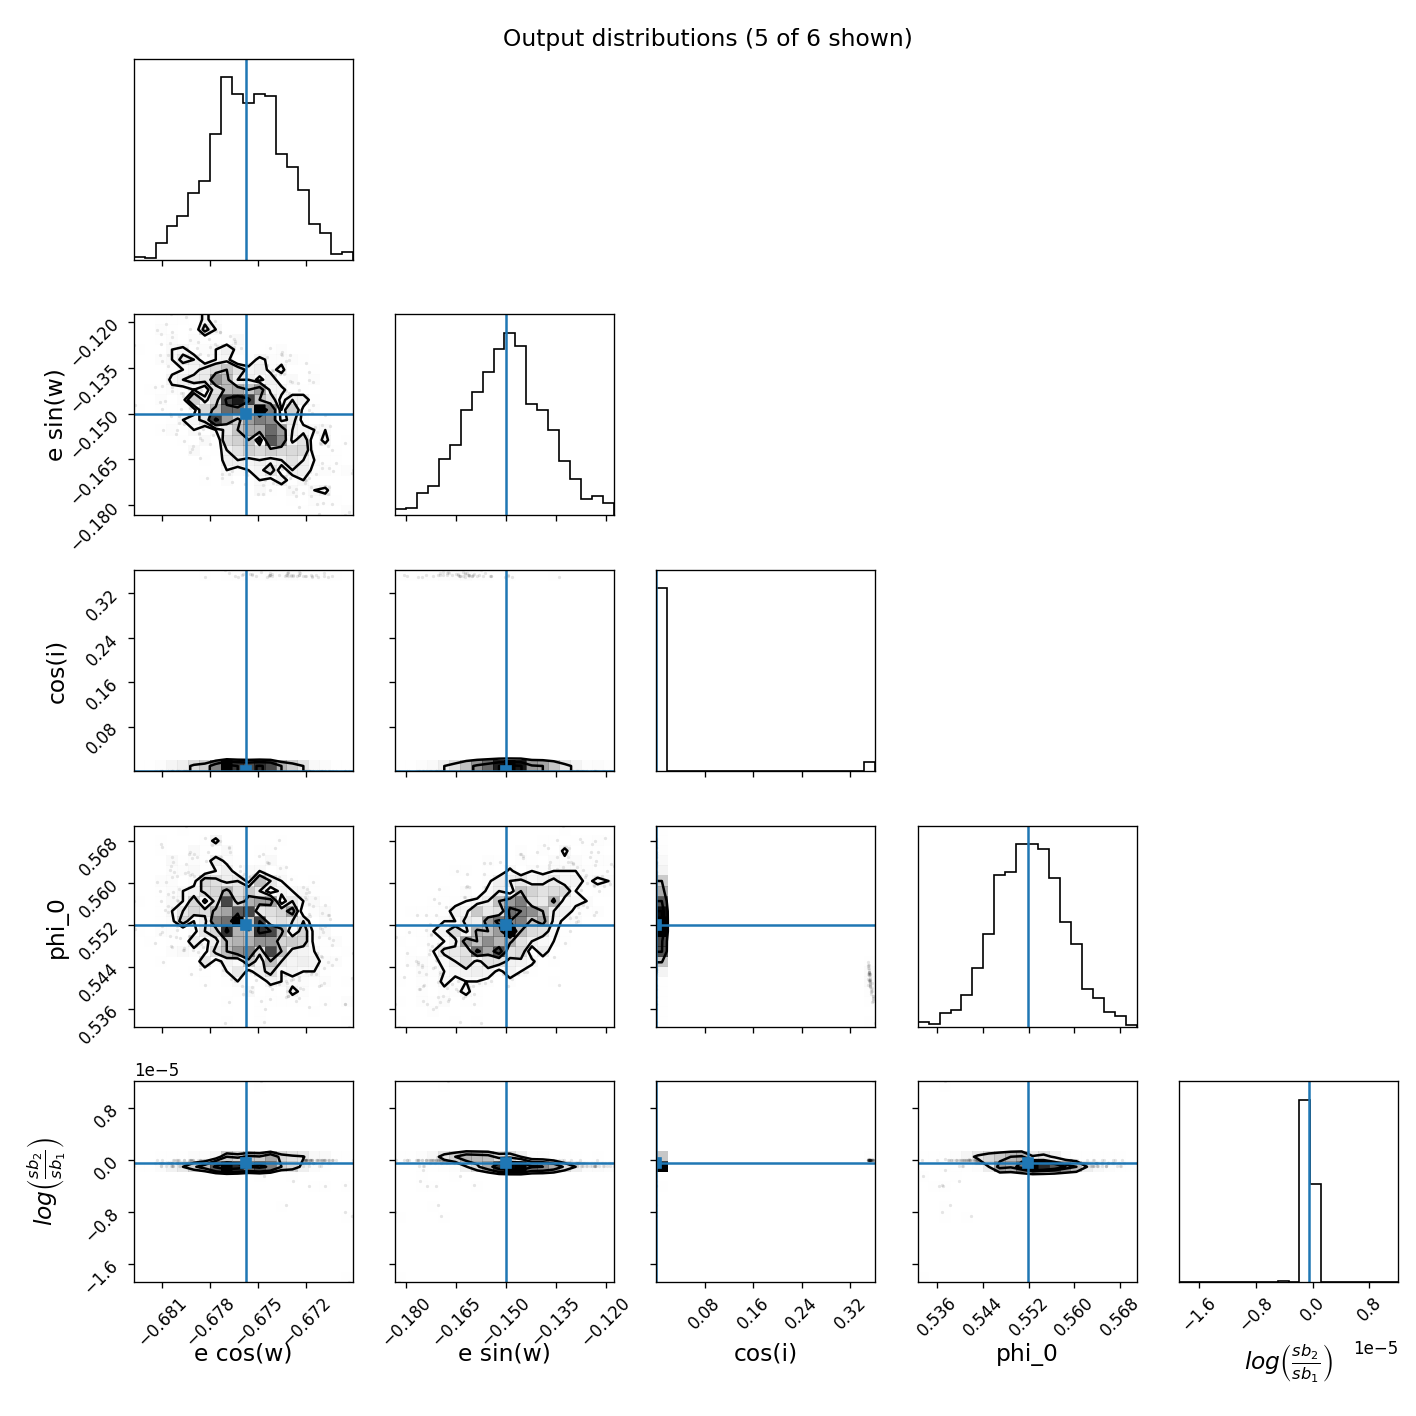 Output distributions (5 of 6 shown)
e sin(w)
−0.120
−0.135
−0.150
−0.165
−0.180
cos(i)
0.32
0.24
0.16
0.08
phi_0
0.568
0.560
0.552
0.544
0.536
1e−5
log(sb₂/sb₁)
0.8
0.0
−0.8
−1.6
−0.681 −0.678 −0.675 −0.672
e cos(w)
−0.180 −0.165 −0.150 −0.135 −0.120
e sin(w)
0.08 0.16 0.24 0.32
cos(i)
0.536 0.544 0.552 0.560 0.568
phi_0
−1.6 −0.8 0.0 0.8
1e−5
log(sb₂/sb₁)